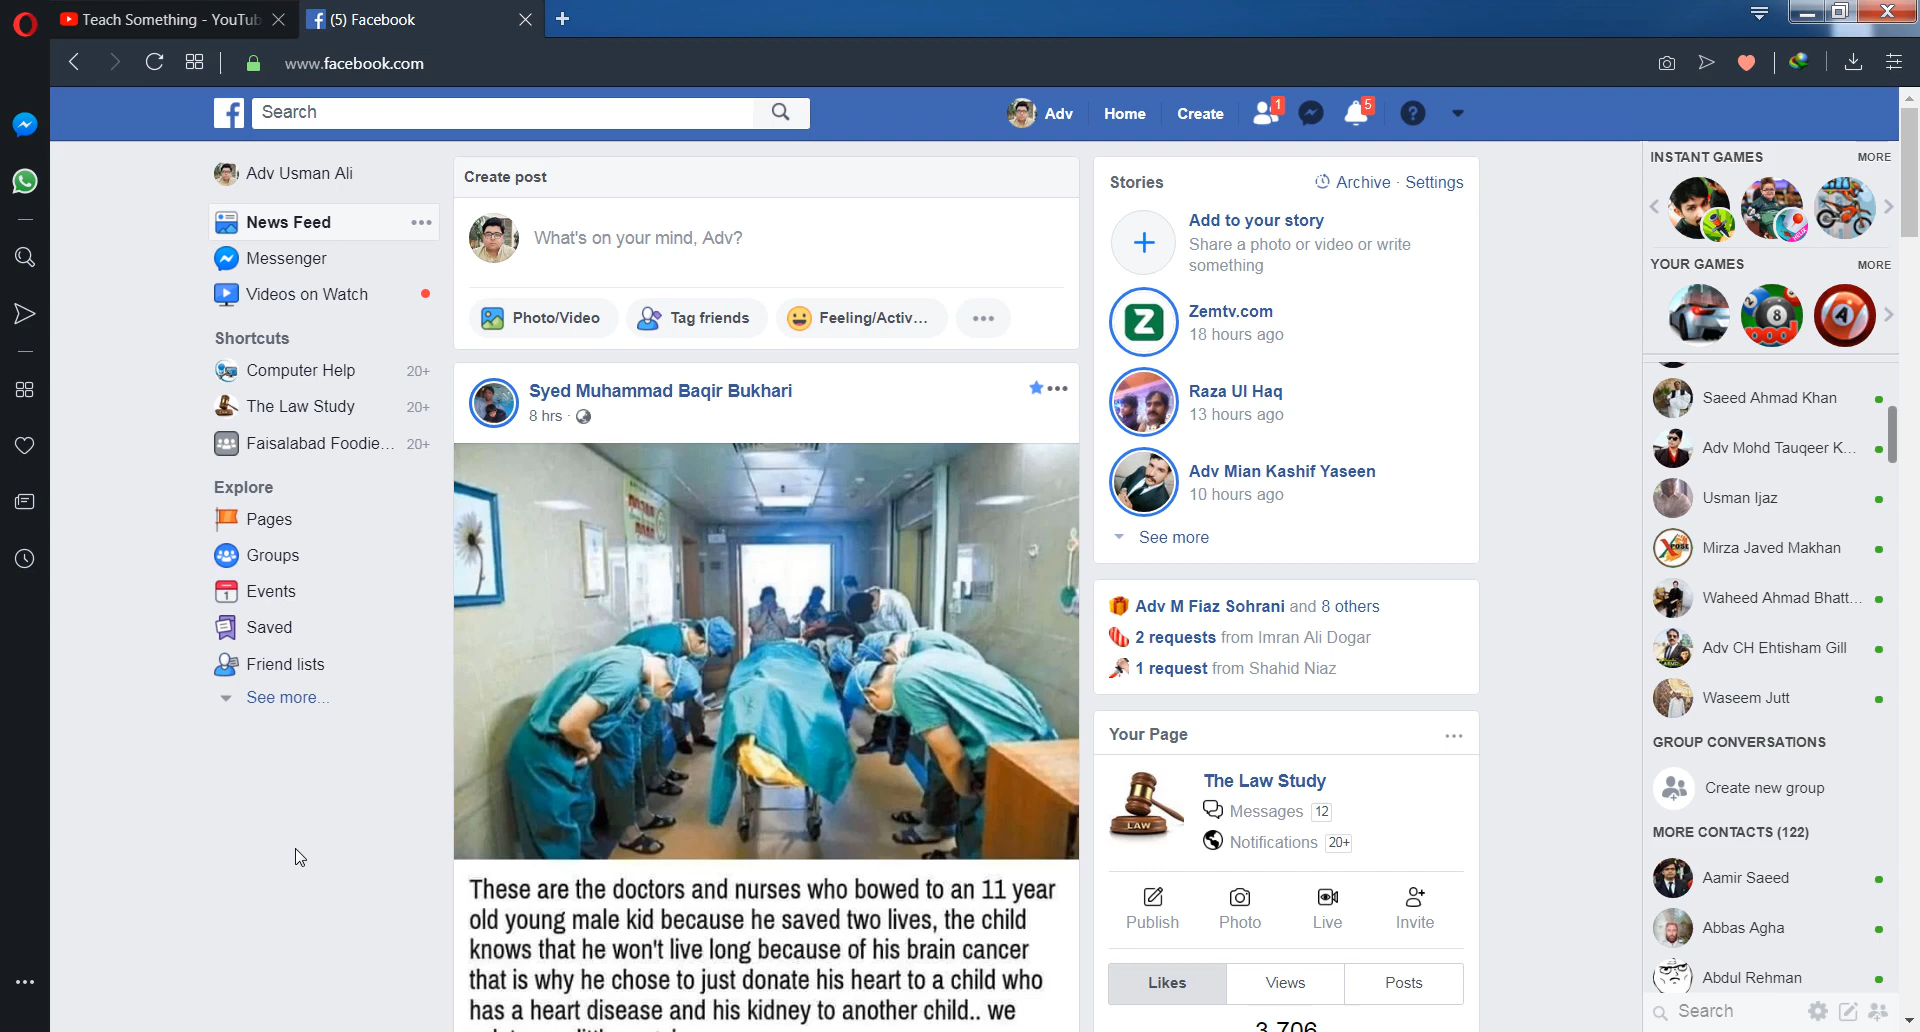 Teach Something - YouTub
(5) Facebook
www.facebook.com
Search
Adv
Home
Create
1
5
Adv Usman Ali
News Feed
Messenger
Videos on Watch
Shortcuts
Computer Help 20+
The Law Study 20+
Faisalabad Foodie... 20+
Explore
Pages
Groups
Events
Saved
Friend lists
See more...
Create post
What's on your mind, Adv?
Photo/Video
Tag friends
Feeling/Activ...
Syed Muhammad Baqir Bukhari
8 hrs ·
These are the doctors and nurses who bowed to an 11 year
old young male kid because he saved two lives, the child
knows that he won't live long because of his brain cancer
that is why he chose to just donate his heart to a child who
has a heart disease and his kidney to another child.. we
Stories
Archive · Settings
Add to your story
Share a photo or video or write
something
Zemtv.com
18 hours ago
Raza Ul Haq
13 hours ago
Adv Mian Kashif Yaseen
10 hours ago
See more
Adv M Fiaz Sohrani and 8 others
2 requests from Imran Ali Dogar
1 request from Shahid Niaz
Your Page
LAW
The Law Study
Messages 12
Notifications 20+
Publish
Photo
Live
Invite
Likes
Views
Posts
3,706
INSTANT GAMES MORE
YOUR GAMES MORE
Saeed Ahmad Khan
Adv Mohd Tauqeer K...
Usman Ijaz
Mirza Javed Makhan
Waheed Ahmad Bhatt...
Adv CH Ehtisham Gill
Waseem Jutt
GROUP CONVERSATIONS
Create new group
MORE CONTACTS (122)
Aamir Saeed
Abbas Agha
Abdul Rehman
Search